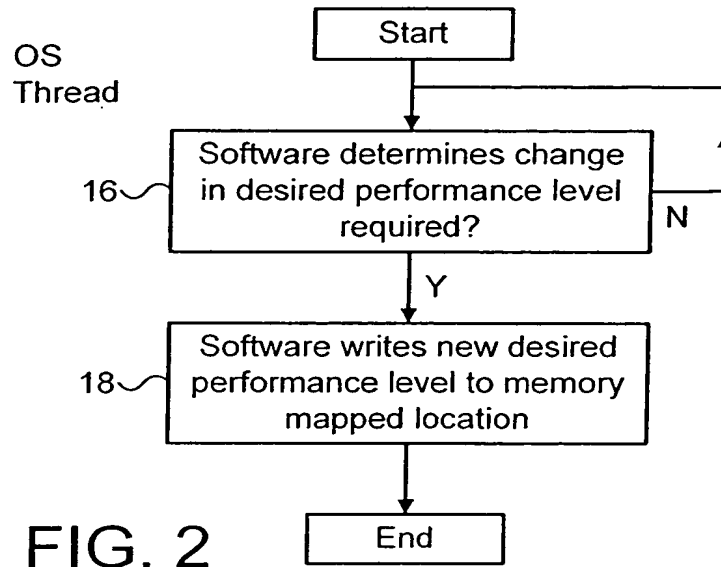 Start
OS
Thread
Software determines change
in desired performance level
required?
16
N
Y
Software writes new desired
performance level to memory
mapped location
18
End
FIG. 2